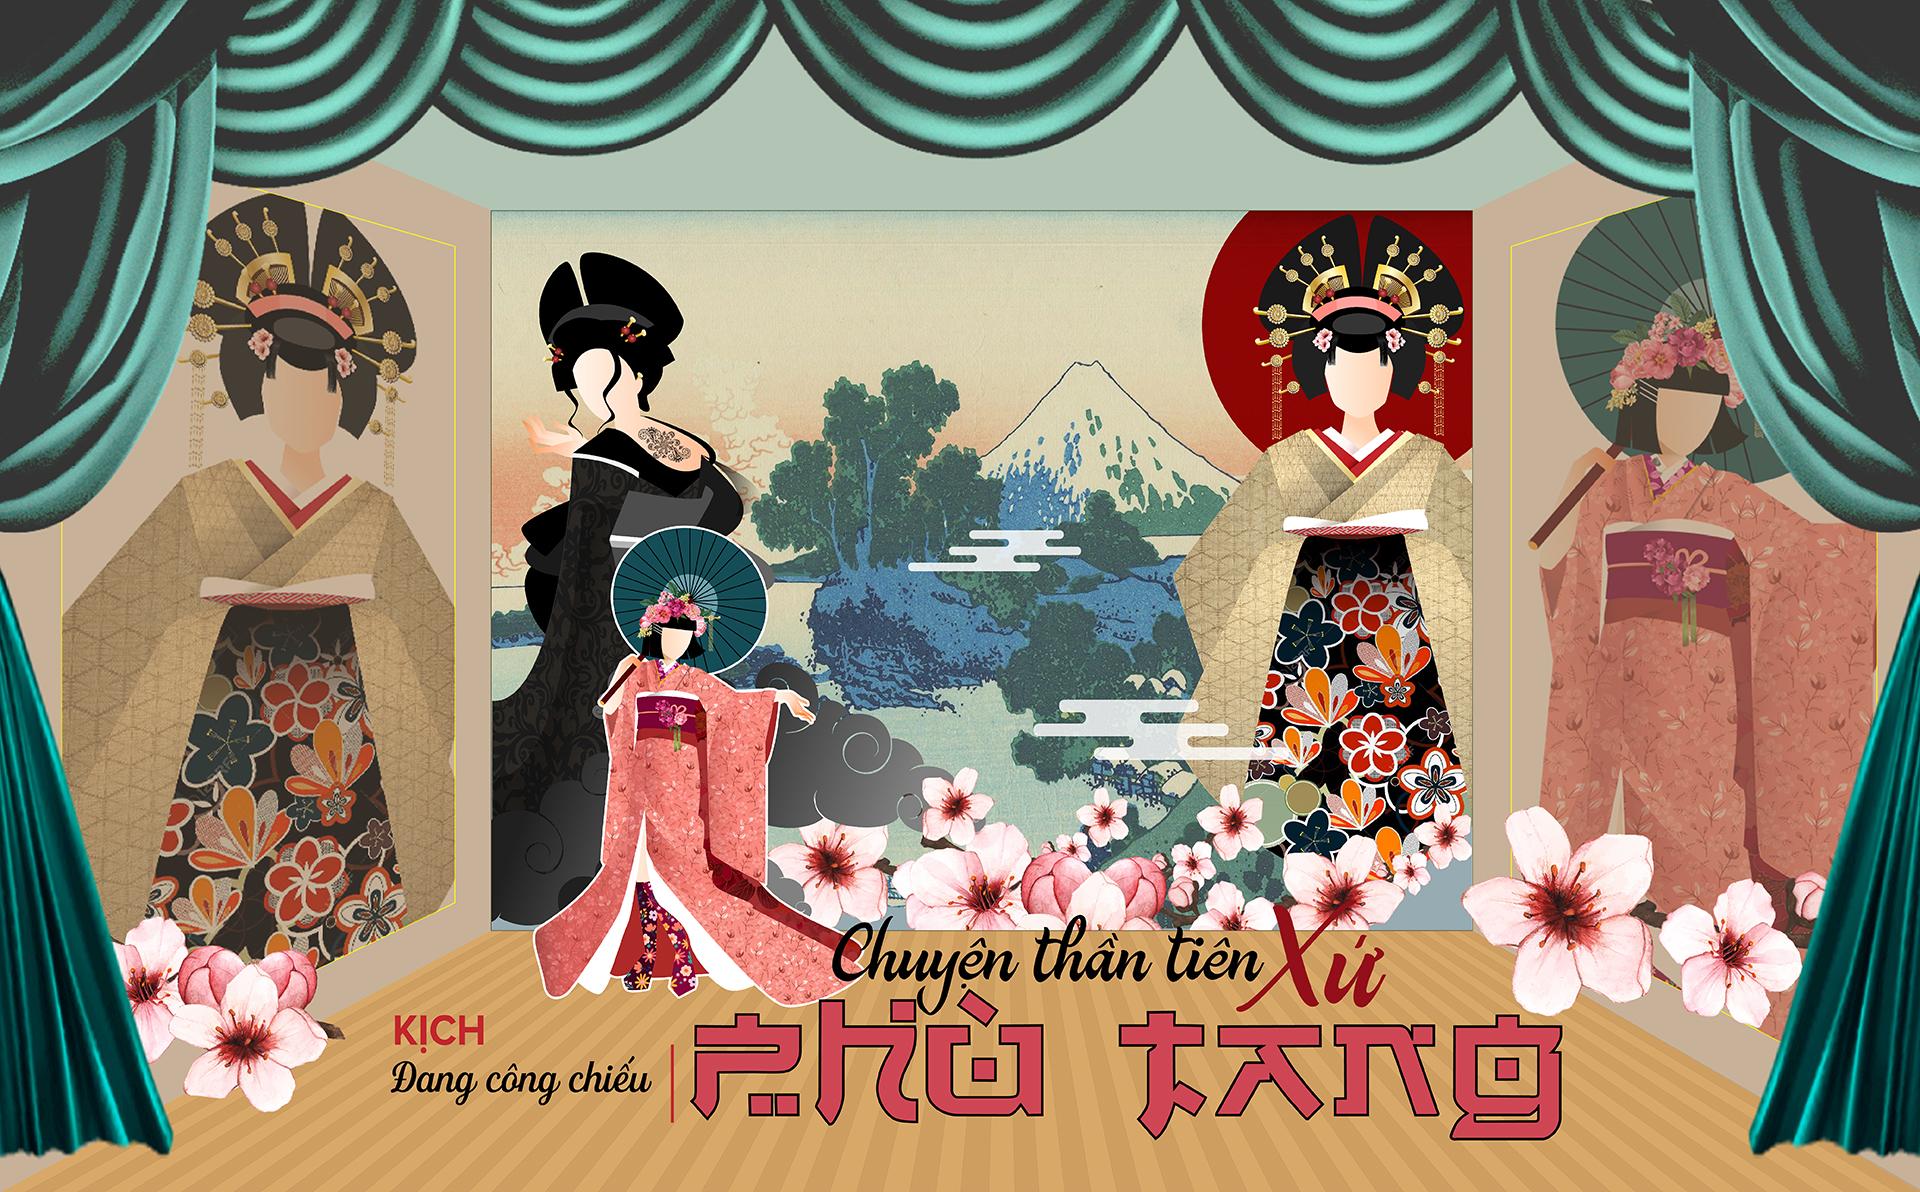 Chuyện thần tiên Xứ
PHÙ TANG
KỊCH
Đang công chiếu